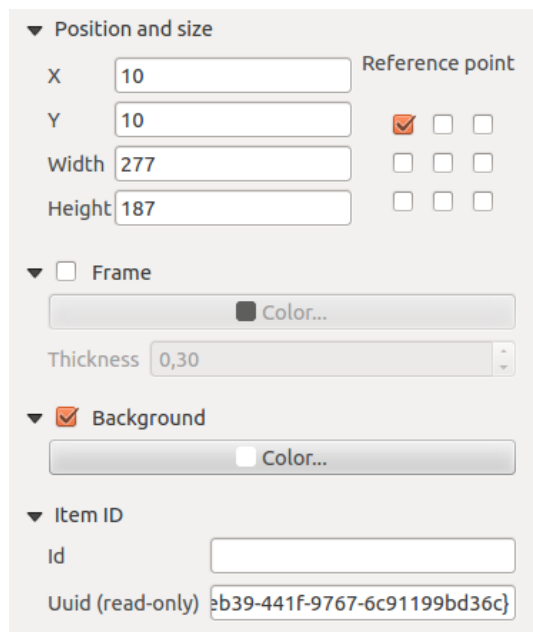 Position and size
X 10 Reference point
Y 10
Width 277
Height 187
Frame
Color...
Thickness 0,30
Background
Color...
Item ID
Id
Uuid (read-only) eb39-441f-9767-6c91199bd36c}